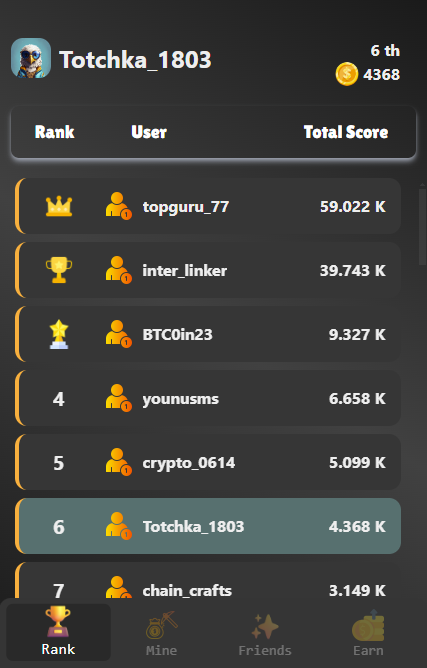 Totchka_1803
6 th
4368
Rank User Total Score
topguru_77 59.022 K
inter_linker 39.743 K
BTC0in23 9.327 K
4 younusms 6.658 K
5 crypto_0614 5.099 K
6 Totchka_1803 4.368 K
7 chain_crafts 3.149 K
Rank Mine Friends Earn